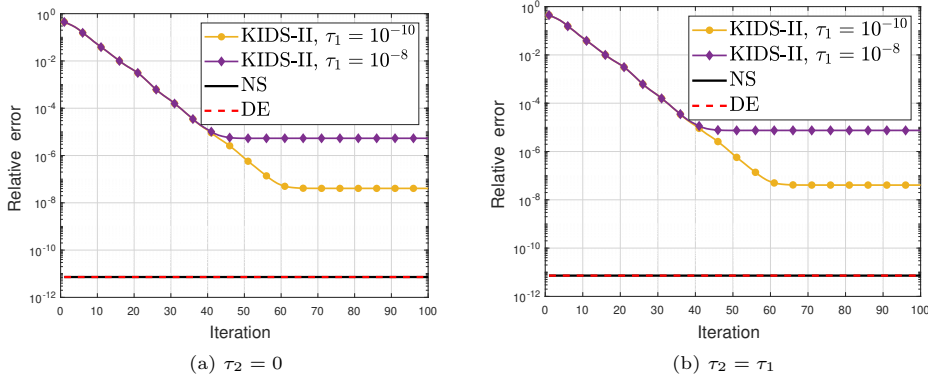 10^0
10^-2
10^-4
10^-6
10^-8
10^-10
10^-12
Relative error
0 10 20 30 40 50 60 70 80 90 100
Iteration
KIDS-II, τ₁ = 10^-10
KIDS-II, τ₁ = 10^-8
NS
DE
(a) τ₂ = 0
10^0
10^-2
10^-4
10^-6
10^-8
10^-10
10^-12
Relative error
0 10 20 30 40 50 60 70 80 90 100
Iteration
KIDS-II, τ₁ = 10^-10
KIDS-II, τ₁ = 10^-8
NS
DE
(b) τ₂ = τ₁